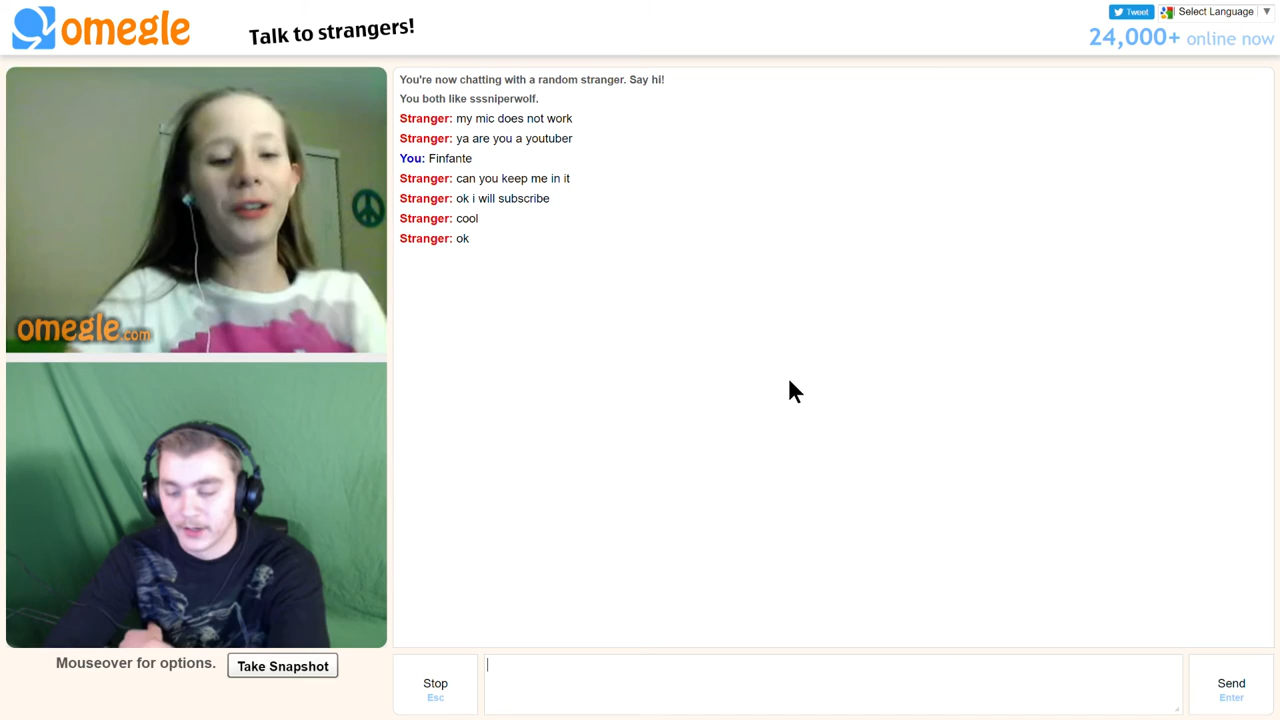 omegle
Talk to strangers!
Tweet
Select Language ▼
24,000+ online now
You're now chatting with a random stranger. Say hi!
You both like sssniperwolf.
Stranger: my mic does not work
Stranger: ya are you a youtuber
You: Finfante
Stranger: can you keep me in it
Stranger: ok i will subscribe
Stranger: cool
Stranger: ok
omegle.com
Mouseover for options.
Take Snapshot
Stop
Esc
Send
Enter